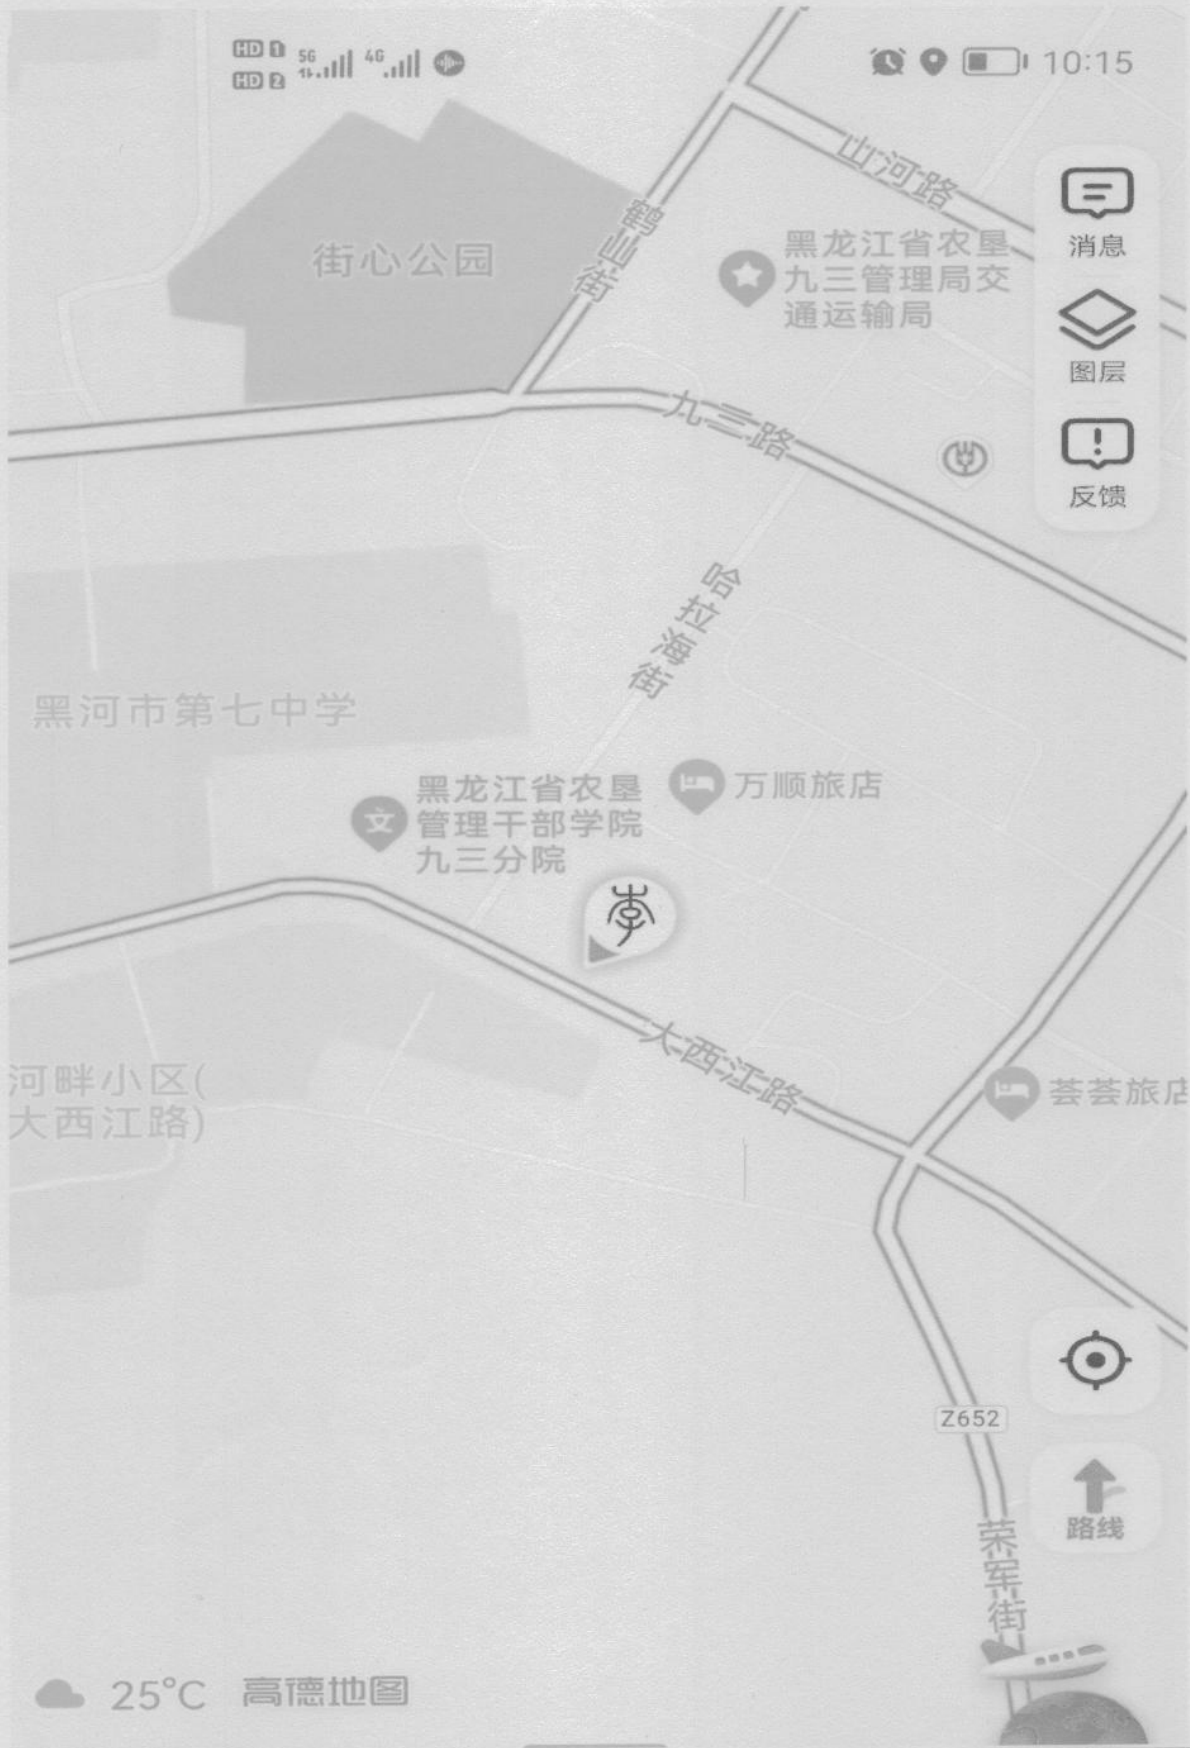 HD 1
HD 2
5G
4G
10:15
山河路
消息
鹤山街
黑龙江省农垦
九三管理局交
通运输局
街心公园
图层
九三路
反馈
哈拉海街
黑河市第七中学
黑龙江省农垦
管理干部学院
九三分院
文
万顺旅店
李
大西江路
河畔小区(
大西江路)
荟荟旅店
Z652
路线
荣军街
25°C 高德地图